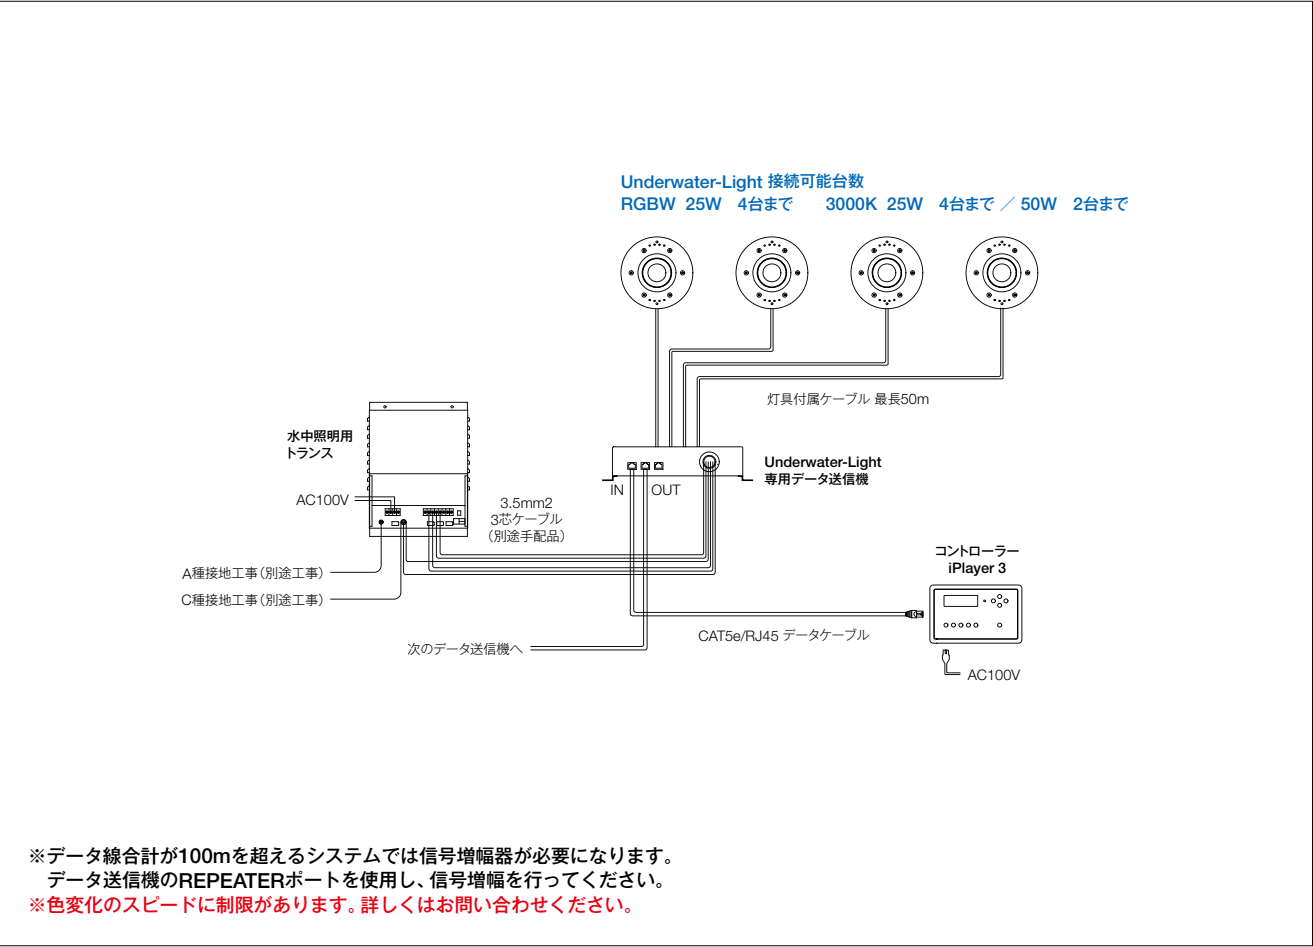 Underwater-Light 接続可能台数
RGBW 25W 4台まで 3000K 25W 4台まで ／ 50W 2台まで
灯具付属ケーブル 最長50m
水中照明用
トランス
Underwater-Light
専用データ送信機
IN OUT
AC100V
3.5mm2
3芯ケーブル
（別途手配品）
コントローラー
iPlayer 3
A種接地工事（別途工事）
C種接地工事（別途工事）
CAT5e/RJ45 データケーブル
次のデータ送信機へ
AC100V
※データ線合計が100mを超えるシステムでは信号増幅器が必要になります。
データ送信機のREPEATERポートを使用し、信号増幅を行ってください。
※色変化のスピードに制限があります。詳しくはお問い合わせください。